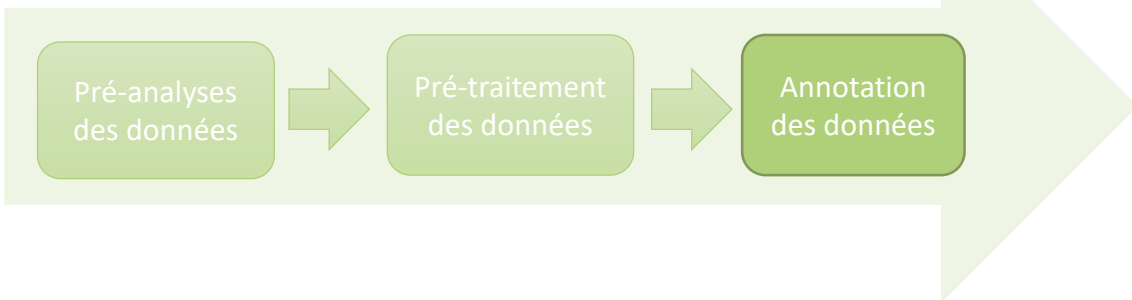 Pré-analyses
des données
Pré-traitement
des données
Annotation
des données